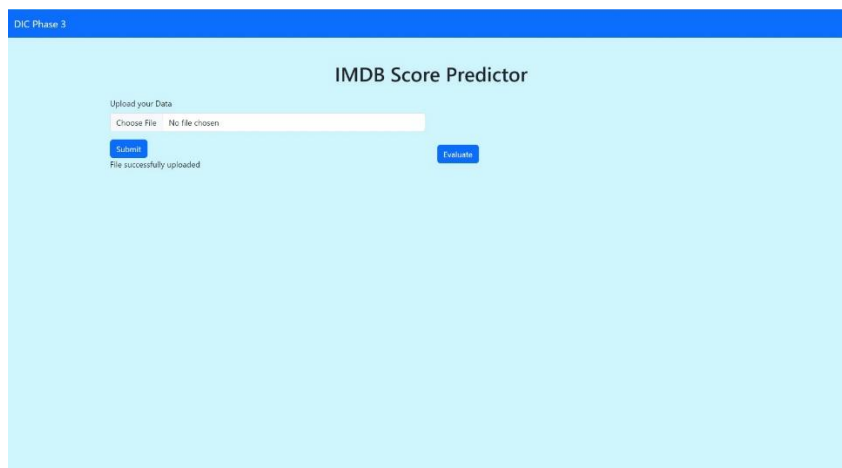 DIC Phase 3
IMDB Score Predictor
Upload your Data
Choose File No file chosen
Submit
Evaluate
File successfully uploaded